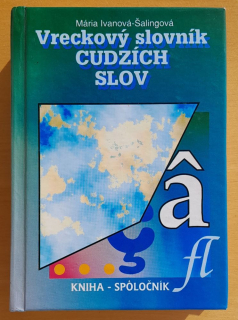 Mária Ivanová-Šalingová
Vreckový slovník
CUDZÍCH
SLOV
â
ç
fl
KNIHA - SPOLOČNÍK